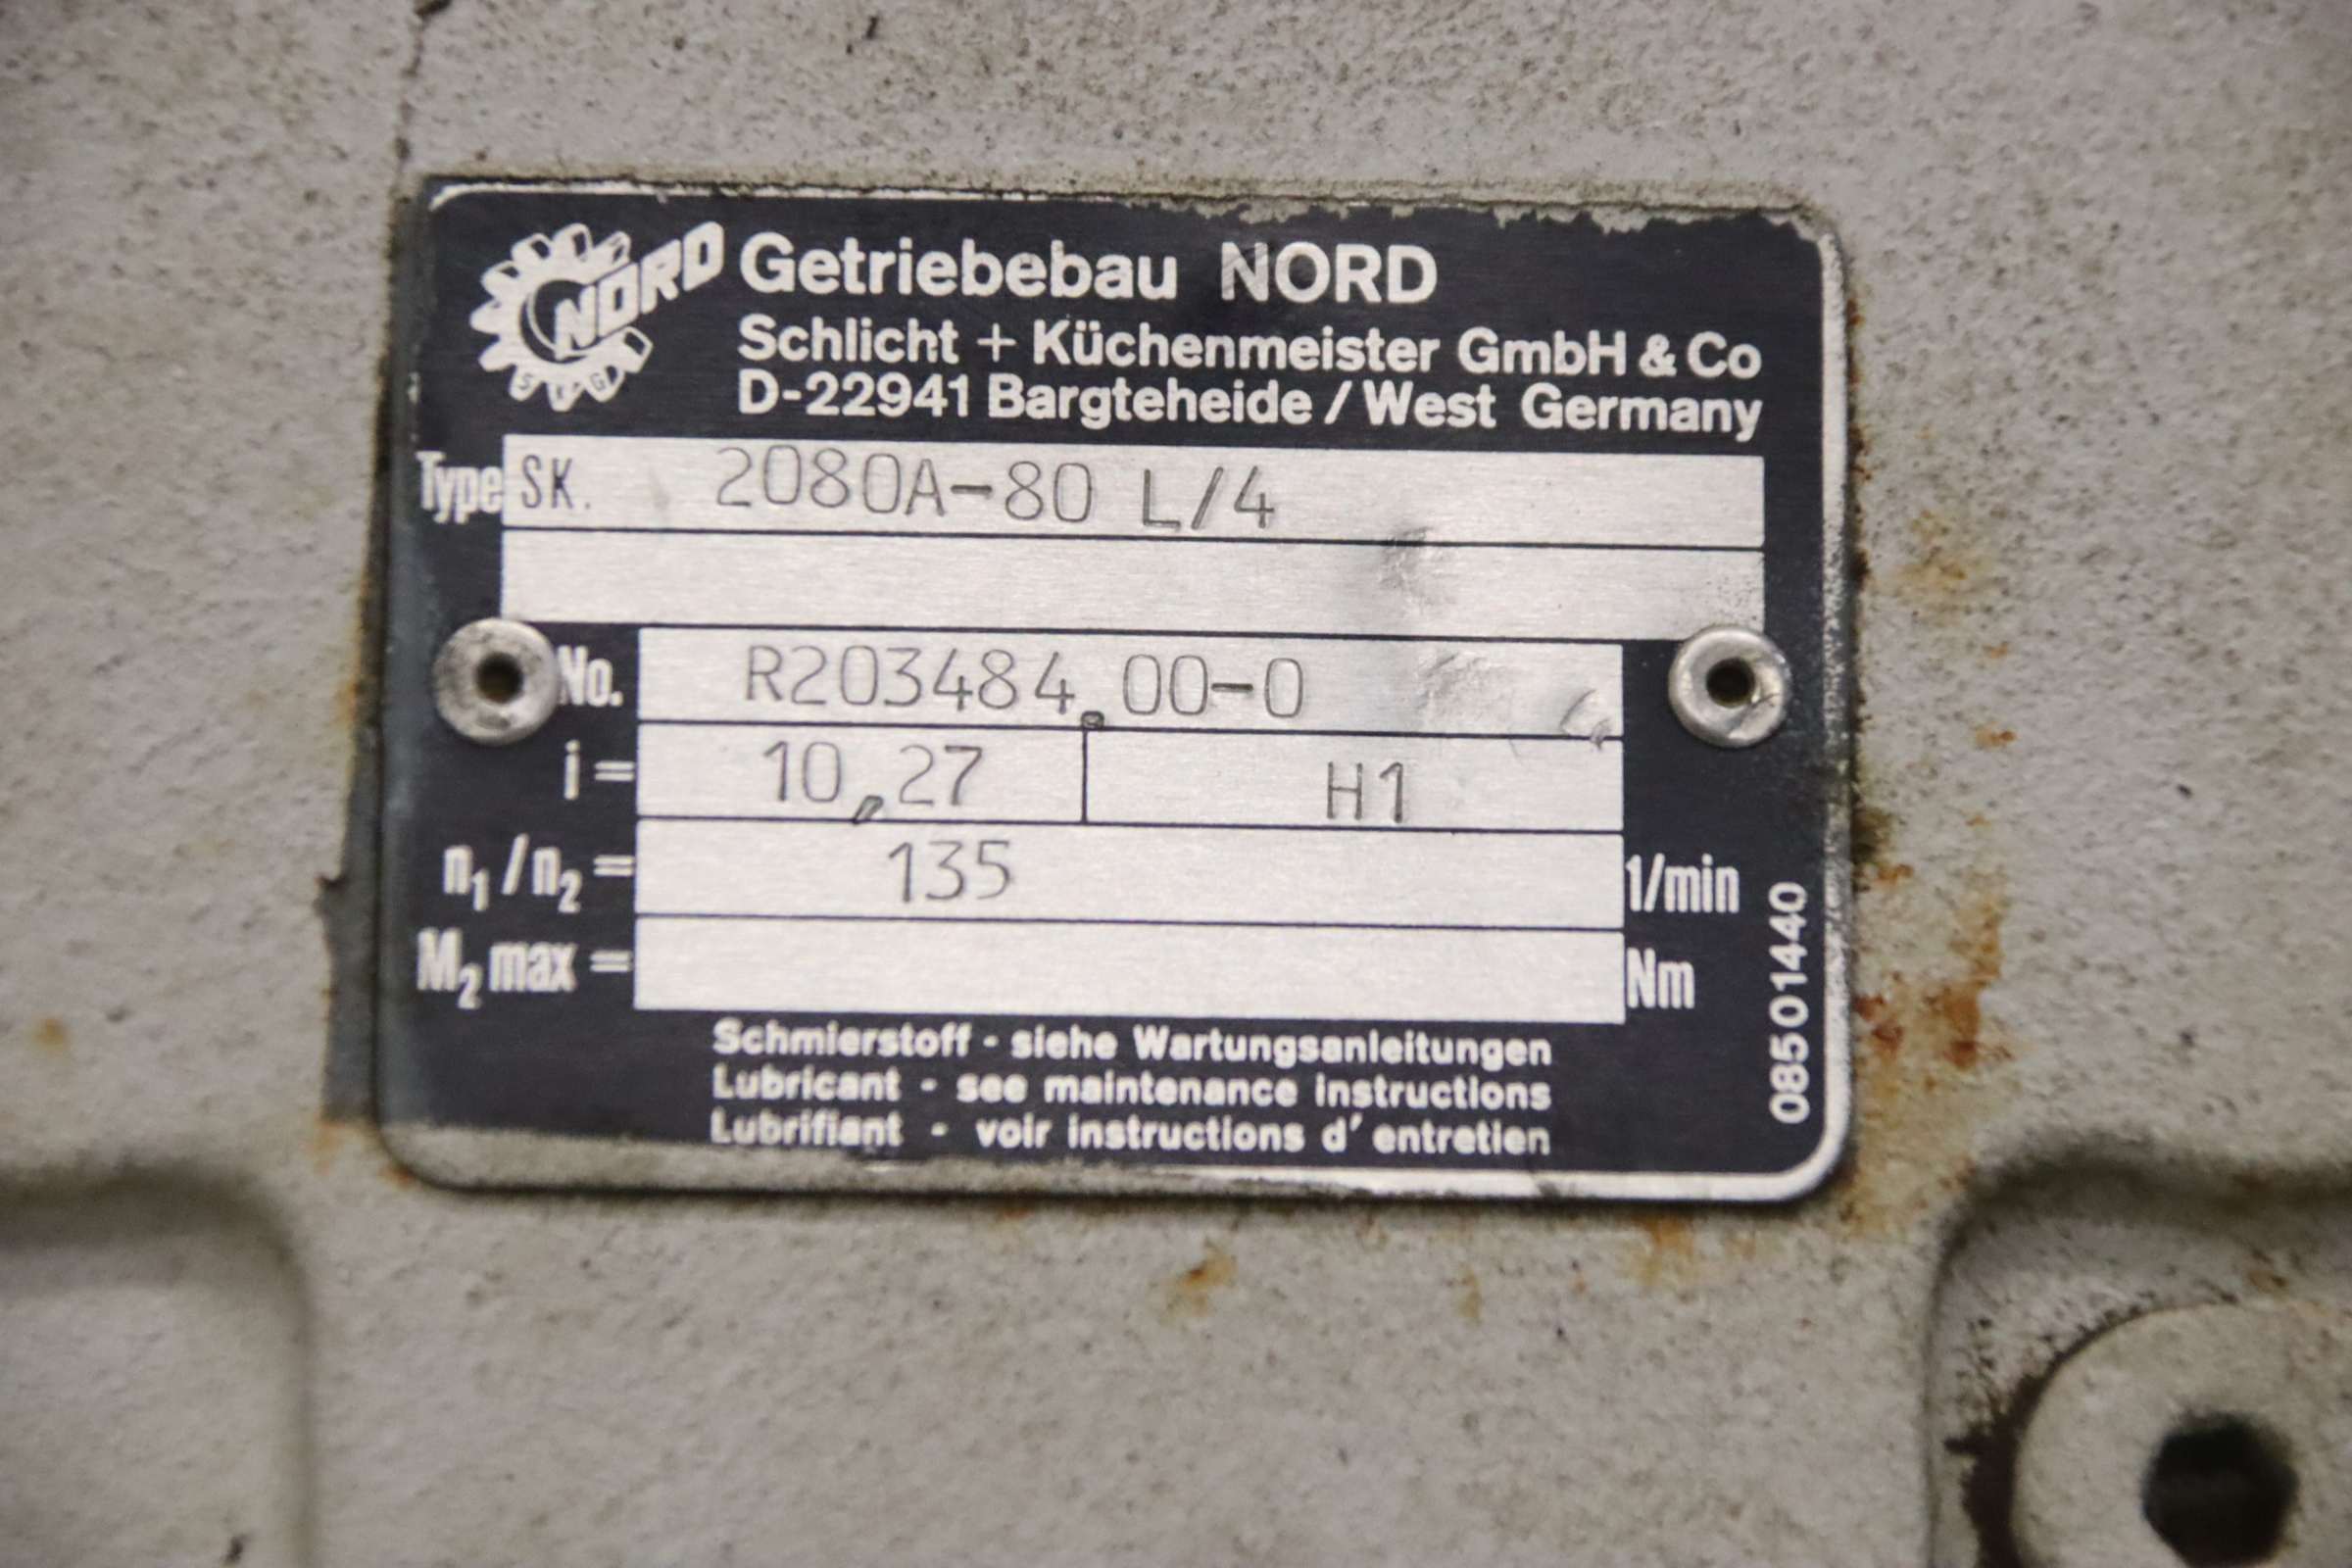 NORD Getriebebau NORD
SKG
Schlicht + Küchenmeister GmbH & Co
D-22941 Bargteheide / West Germany
Type SK. 2080A-80 L/4
No. R203484.00-0
i = 10,27 H1
n₁/n₂ = 135 1/min
M₂ max = Nm
08501440
Schmierstoff - siehe Wartungsanleitungen
Lubricant - see maintenance instructions
Lubrifiant - voir instructions d' entretien